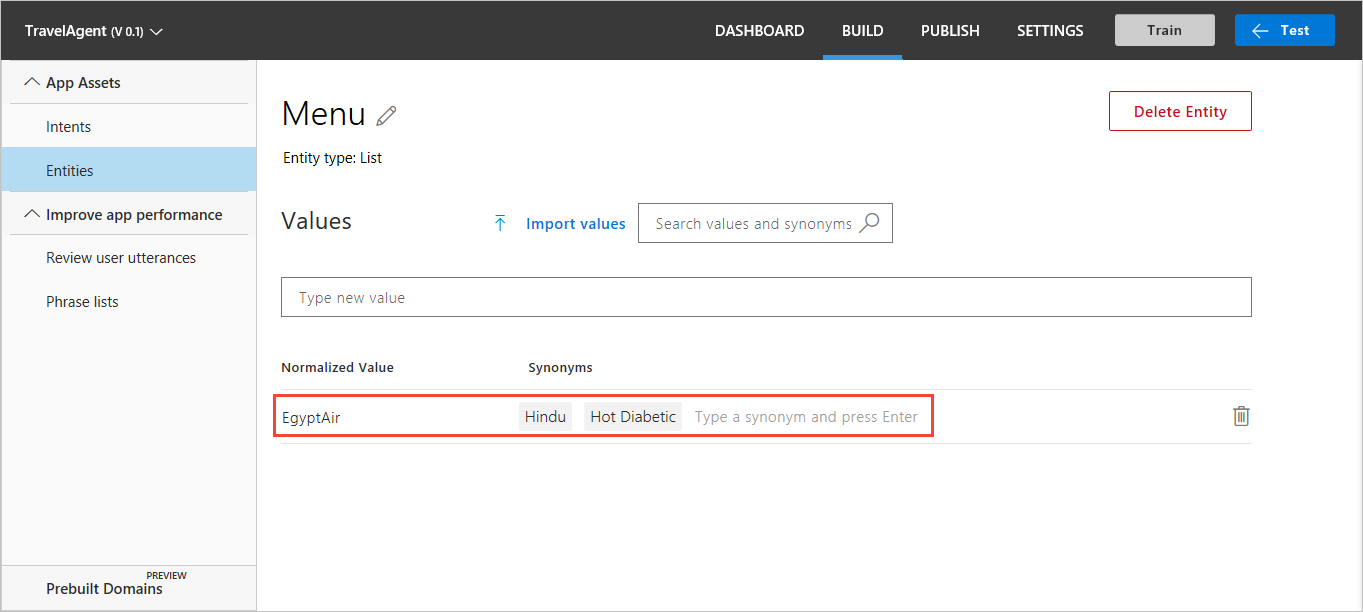 TravelAgent (V 0.1) DASHBOARD BUILD PUBLISH SETTINGS Train Test
App Assets
Intents
Entities
Improve app performance
Review user utterances
Phrase lists
PREVIEW
Prebuilt Domains
Menu Delete Entity
Entity type: List
Values Import values Search values and synonyms
Type new value
Normalized Value Synonyms
EgyptAir Hindu Hot Diabetic Type a synonym and press Enter